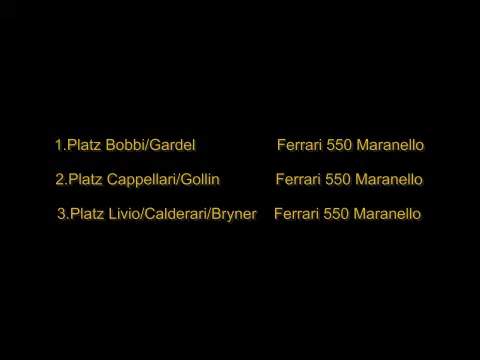 1.Platz Bobbi/Gardel Ferrari 550 Maranello
2.Platz Cappellari/Gollin Ferrari 550 Maranello
3.Platz Livio/Calderari/Bryner Ferrari 550 Maranello